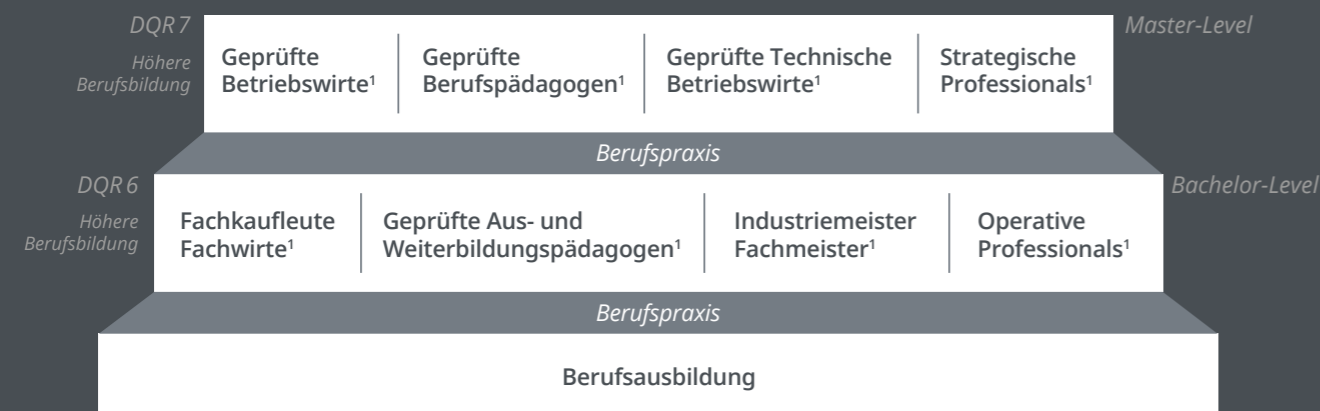 DQR 7
Höhere
Berufsbildung
Geprüfte
Betriebswirte¹
Geprüfte
Berufspädagogen¹
Geprüfte Technische
Betriebswirte¹
Strategische
Professionals¹
Master-Level
Berufspraxis
DQR 6
Höhere
Berufsbildung
Fachkaufleute
Fachwirte¹
Geprüfte Aus- und
Weiterbildungspädagogen¹
Industriemeister
Fachmeister¹
Operative
Professionals¹
Bachelor-Level
Berufspraxis
Berufsausbildung